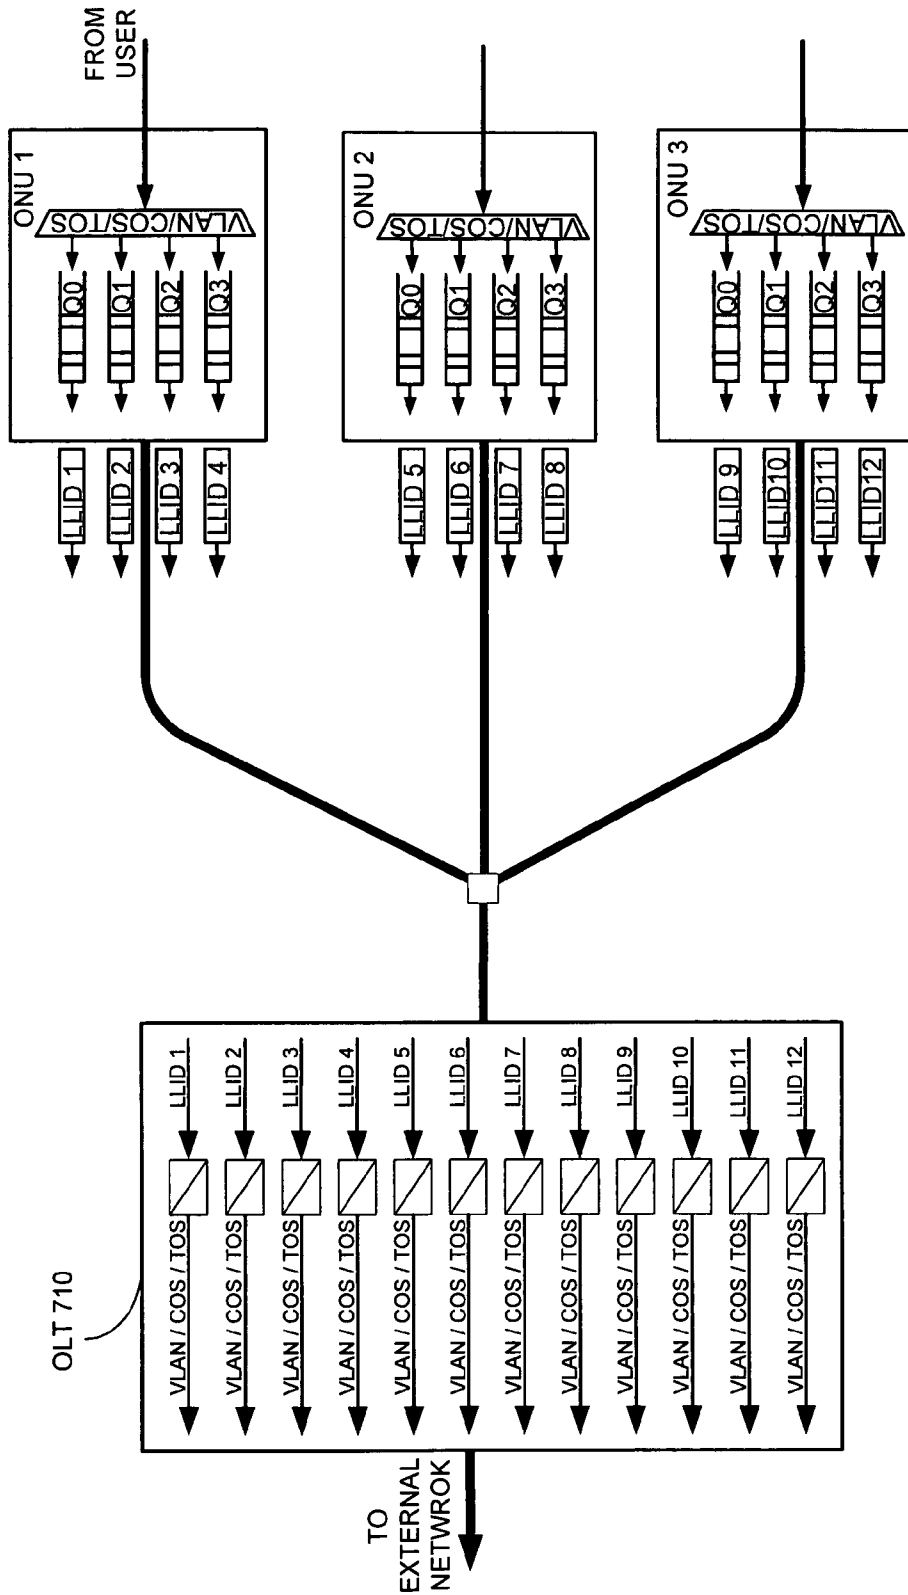 FROM
USER
ONU 1
VLAN/COS/TOS
Q0
Q1
Q2
Q3
LLID 1
LLID 2
LLID 3
LLID 4
ONU 2
VLAN/COS/TOS
Q0
Q1
Q2
Q3
LLID 5
LLID 6
LLID 7
LLID 8
ONU 3
VLAN/COS/TOS
Q0
Q1
Q2
Q3
LLID 9
LLID10
LLID11
LLID12
OLT 710
VLAN / COS / TOS LLID 1
VLAN / COS / TOS LLID 2
VLAN / COS / TOS LLID 3
VLAN / COS / TOS LLID 4
VLAN / COS / TOS LLID 5
VLAN / COS / TOS LLID 6
VLAN / COS / TOS LLID 7
VLAN / COS / TOS LLID 8
VLAN / COS / TOS LLID 9
VLAN / COS / TOS LLID 10
VLAN / COS / TOS LLID 11
VLAN / COS / TOS LLID 12
TO
EXTERNAL
NETWROK